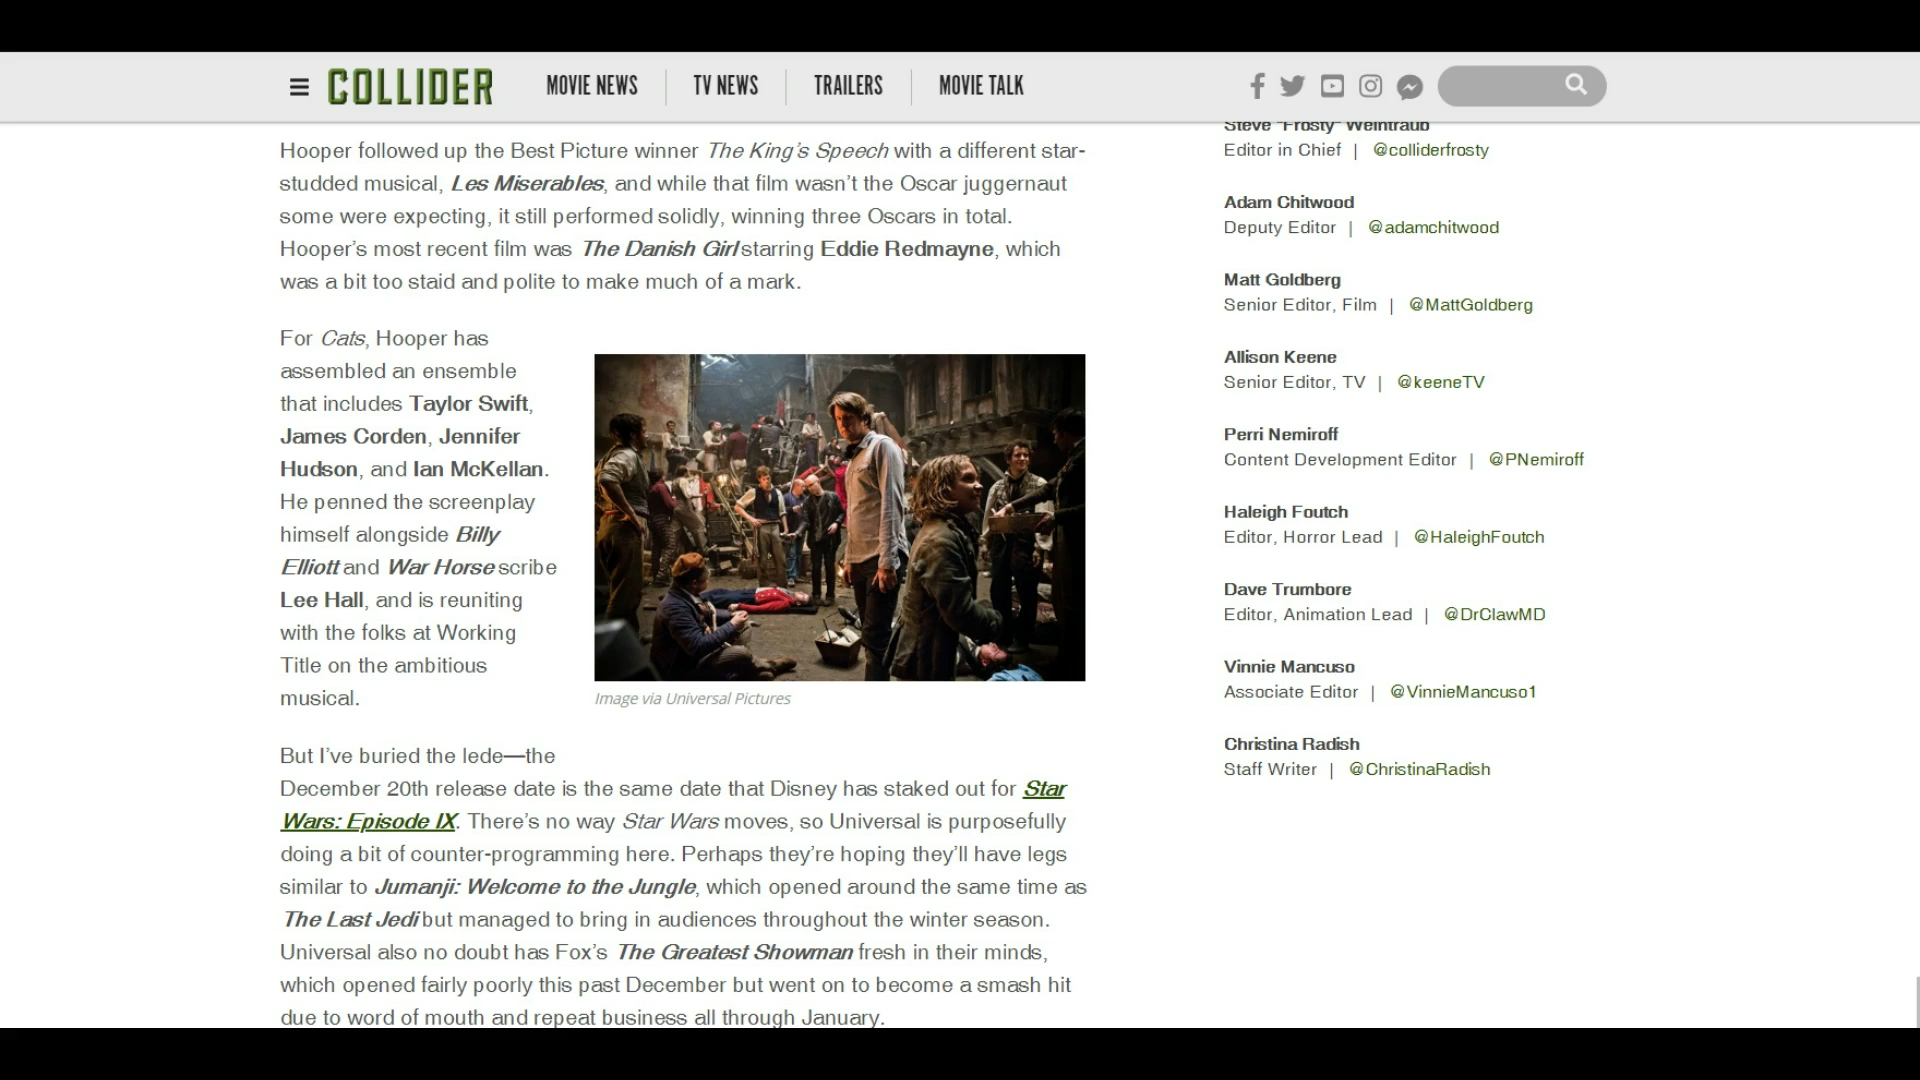 COLLIDER
MOVIE NEWS
TV NEWS
TRAILERS
MOVIE TALK
Hooper followed up the Best Picture winner The King's Speech with a different star-
studded musical, Les Miserables, and while that film wasn't the Oscar juggernaut
some were expecting, it still performed solidly, winning three Oscars in total.
Hooper's most recent film was The Danish Girl starring Eddie Redmayne, which
was a bit too staid and polite to make much of a mark.
For Cats, Hooper has
assembled an ensemble
that includes Taylor Swift,
James Corden, Jennifer
Hudson, and Ian McKellan.
He penned the screenplay
himself alongside Billy
Elliott and War Horse scribe
Lee Hall, and is reuniting
with the folks at Working
Title on the ambitious
musical.
Image via Universal Pictures
But I've buried the lede—the
December 20th release date is the same date that Disney has staked out for Star
Wars: Episode IX. There's no way Star Wars moves, so Universal is purposefully
doing a bit of counter-programming here. Perhaps they're hoping they'll have legs
similar to Jumanji: Welcome to the Jungle, which opened around the same time as
The Last Jedi but managed to bring in audiences throughout the winter season.
Universal also no doubt has Fox's The Greatest Showman fresh in their minds,
which opened fairly poorly this past December but went on to become a smash hit
due to word of mouth and repeat business all through January.
Steve "Frosty" Weintraub
Editor in Chief | @colliderfrosty
Adam Chitwood
Deputy Editor | @adamchitwood
Matt Goldberg
Senior Editor, Film | @MattGoldberg
Allison Keene
Senior Editor, TV | @keeneTV
Perri Nemiroff
Content Development Editor | @PNemiroff
Haleigh Foutch
Editor, Horror Lead | @HaleighFoutch
Dave Trumbore
Editor, Animation Lead | @DrClawMD
Vinnie Mancuso
Associate Editor | @VinnieMancuso1
Christina Radish
Staff Writer | @ChristinaRadish